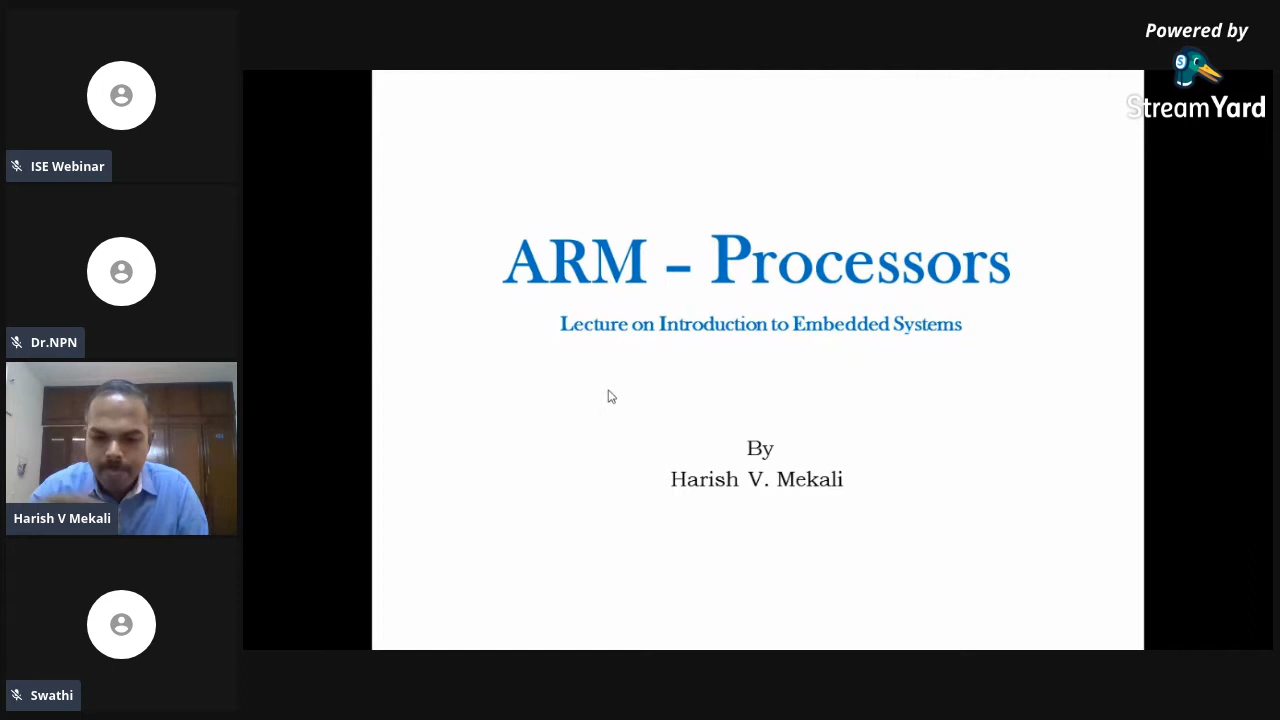 Powered by
StreamYard
ISE Webinar
Dr.NPN
Harish V Mekali
Swathi
ARM – Processors
Lecture on Introduction to Embedded Systems
By
Harish V. Mekali